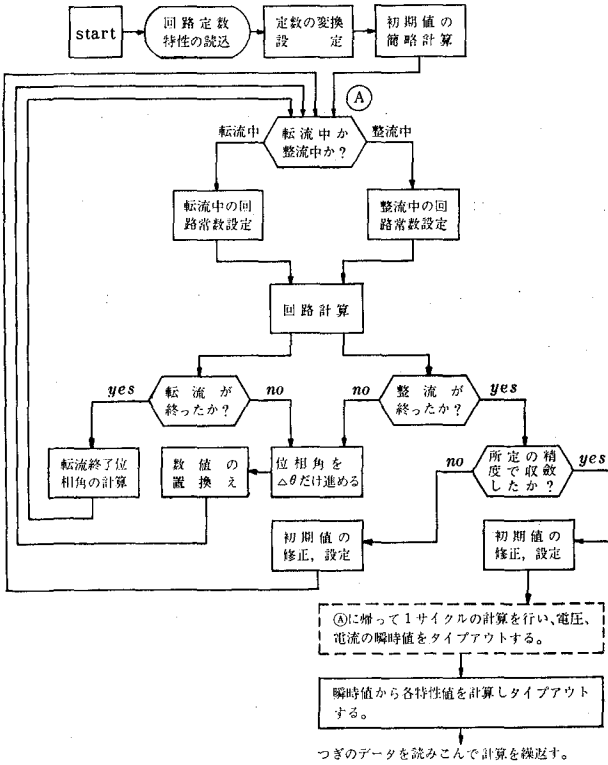 start
回路定数
特性の読込
定数の変換
設定
初期値の
簡略計算
A
転流中
転流中か
整流中か？
整流中
転流中の回
路常数設定
整流中の回
路常数設定
回路計算
yes
転流が
終ったか？
no
no
整流が
終ったか？
yes
転流終了位
相角の計算
数値の
置換え
位相角を
△θだけ進める
no
所定の精
度で収斂
したか？
yes
初期値の
修正，設定
初期値の
修正，設定
Ⓐに帰って1サイクルの計算を行い、電圧、
電流の瞬時値をタイプアウトする。
瞬時値から各特性値を計算しタイプアウト
する。
つぎのデータを読みこんで計算を繰返す。